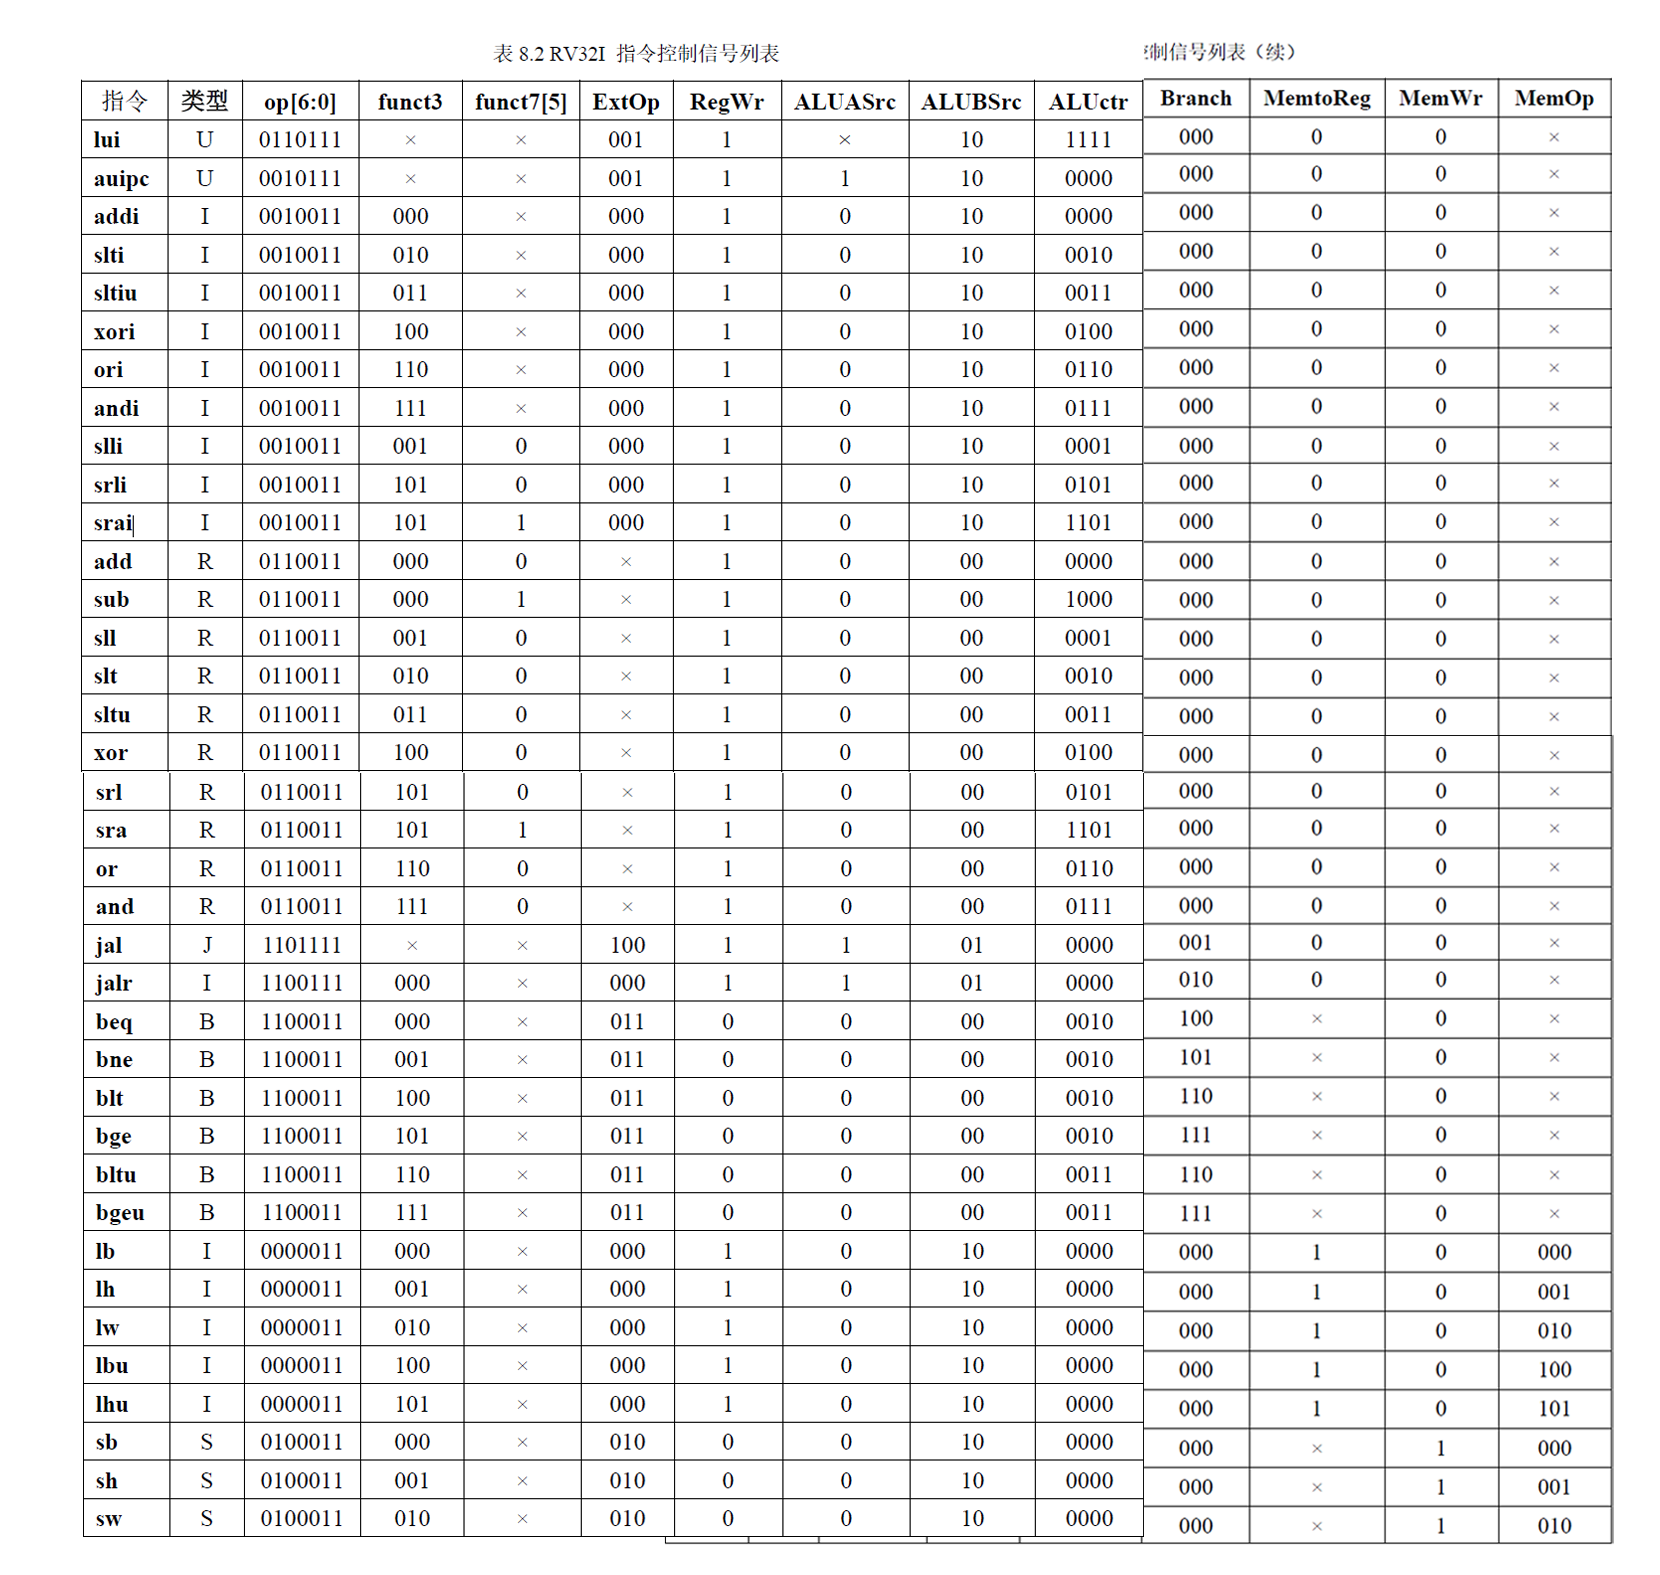 表 8.2 RV32I 指令控制信号列表 制信号列表（续）
指令 类型 op[6:0] funct3 funct7[5] ExtOp RegWr ALUASrc ALUBSrc ALUctr Branch MemtoReg MemWr MemOp
lui U 0110111 × × 001 1 × 10 1111 000 0 0 ×
auipc U 0010111 × × 001 1 1 10 0000 000 0 0 ×
addi I 0010011 000 × 000 1 0 10 0000 000 0 0 ×
slti I 0010011 010 × 000 1 0 10 0010 000 0 0 ×
sltiu I 0010011 011 × 000 1 0 10 0011 000 0 0 ×
xori I 0010011 100 × 000 1 0 10 0100 000 0 0 ×
ori I 0010011 110 × 000 1 0 10 0110 000 0 0 ×
andi I 0010011 111 × 000 1 0 10 0111 000 0 0 ×
slli I 0010011 001 0 000 1 0 10 0001 000 0 0 ×
srli I 0010011 101 0 000 1 0 10 0101 000 0 0 ×
srai I 0010011 101 1 000 1 0 10 1101 000 0 0 ×
add R 0110011 000 0 × 1 0 00 0000 000 0 0 ×
sub R 0110011 000 1 × 1 0 00 1000 000 0 0 ×
sll R 0110011 001 0 × 1 0 00 0001 000 0 0 ×
slt R 0110011 010 0 × 1 0 00 0010 000 0 0 ×
sltu R 0110011 011 0 × 1 0 00 0011 000 0 0 ×
xor R 0110011 100 0 × 1 0 00 0100 000 0 0 ×
srl R 0110011 101 0 × 1 0 00 0101 000 0 0 ×
sra R 0110011 101 1 × 1 0 00 1101 000 0 0 ×
or R 0110011 110 0 × 1 0 00 0110 000 0 0 ×
and R 0110011 111 0 × 1 0 00 0111 000 0 0 ×
jal J 1101111 × × 100 1 1 01 0000 001 0 0 ×
jalr I 1100111 000 × 000 1 1 01 0000 010 0 0 ×
beq B 1100011 000 × 011 0 0 00 0010 100 × 0 ×
bne B 1100011 001 × 011 0 0 00 0010 101 × 0 ×
blt B 1100011 100 × 011 0 0 00 0010 110 × 0 ×
bge B 1100011 101 × 011 0 0 00 0010 111 × 0 ×
bltu B 1100011 110 × 011 0 0 00 0011 110 × 0 ×
bgeu B 1100011 111 × 011 0 0 00 0011 111 × 0 ×
lb I 0000011 000 × 000 1 0 10 0000 000 1 0 000
lh I 0000011 001 × 000 1 0 10 0000 000 1 0 001
lw I 0000011 010 × 000 1 0 10 0000 000 1 0 010
lbu I 0000011 100 × 000 1 0 10 0000 000 1 0 100
lhu I 0000011 101 × 000 1 0 10 0000 000 1 0 101
sb S 0100011 000 × 010 0 0 10 0000 000 × 1 000
sh S 0100011 001 × 010 0 0 10 0000 000 × 1 001
sw S 0100011 010 × 010 0 0 10 0000 000 × 1 010